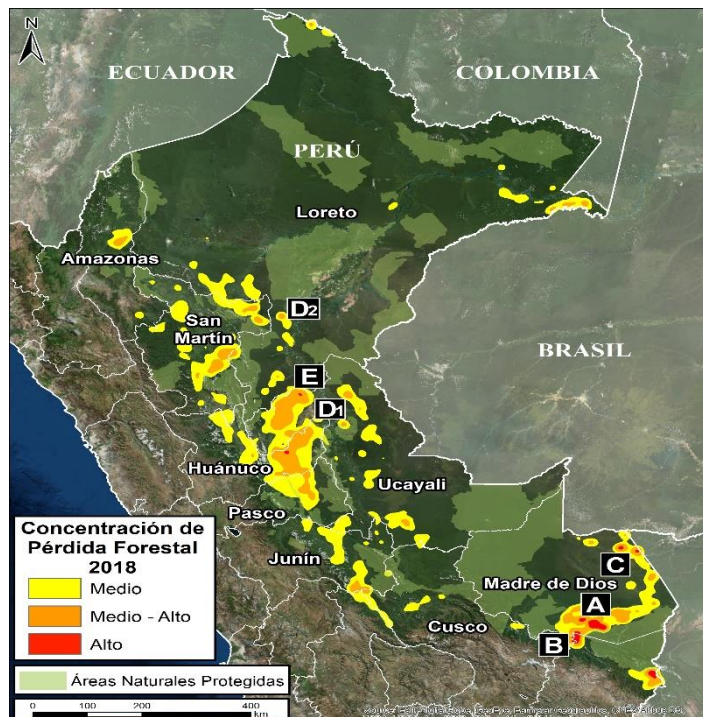 N
ECUADOR
COLOMBIA
PERÚ
Loreto
Amazonas
San
Martín
D2
BRASIL
E
D1
Huánuco
Ucayali
Pasco
Junín
Madre de Dios
C
A
Cusco
B
Concentración de
Pérdida Forestal
2018
Medio
Medio - Alto
Alto
Áreas Naturales Protegidas
0 100 200 400
km